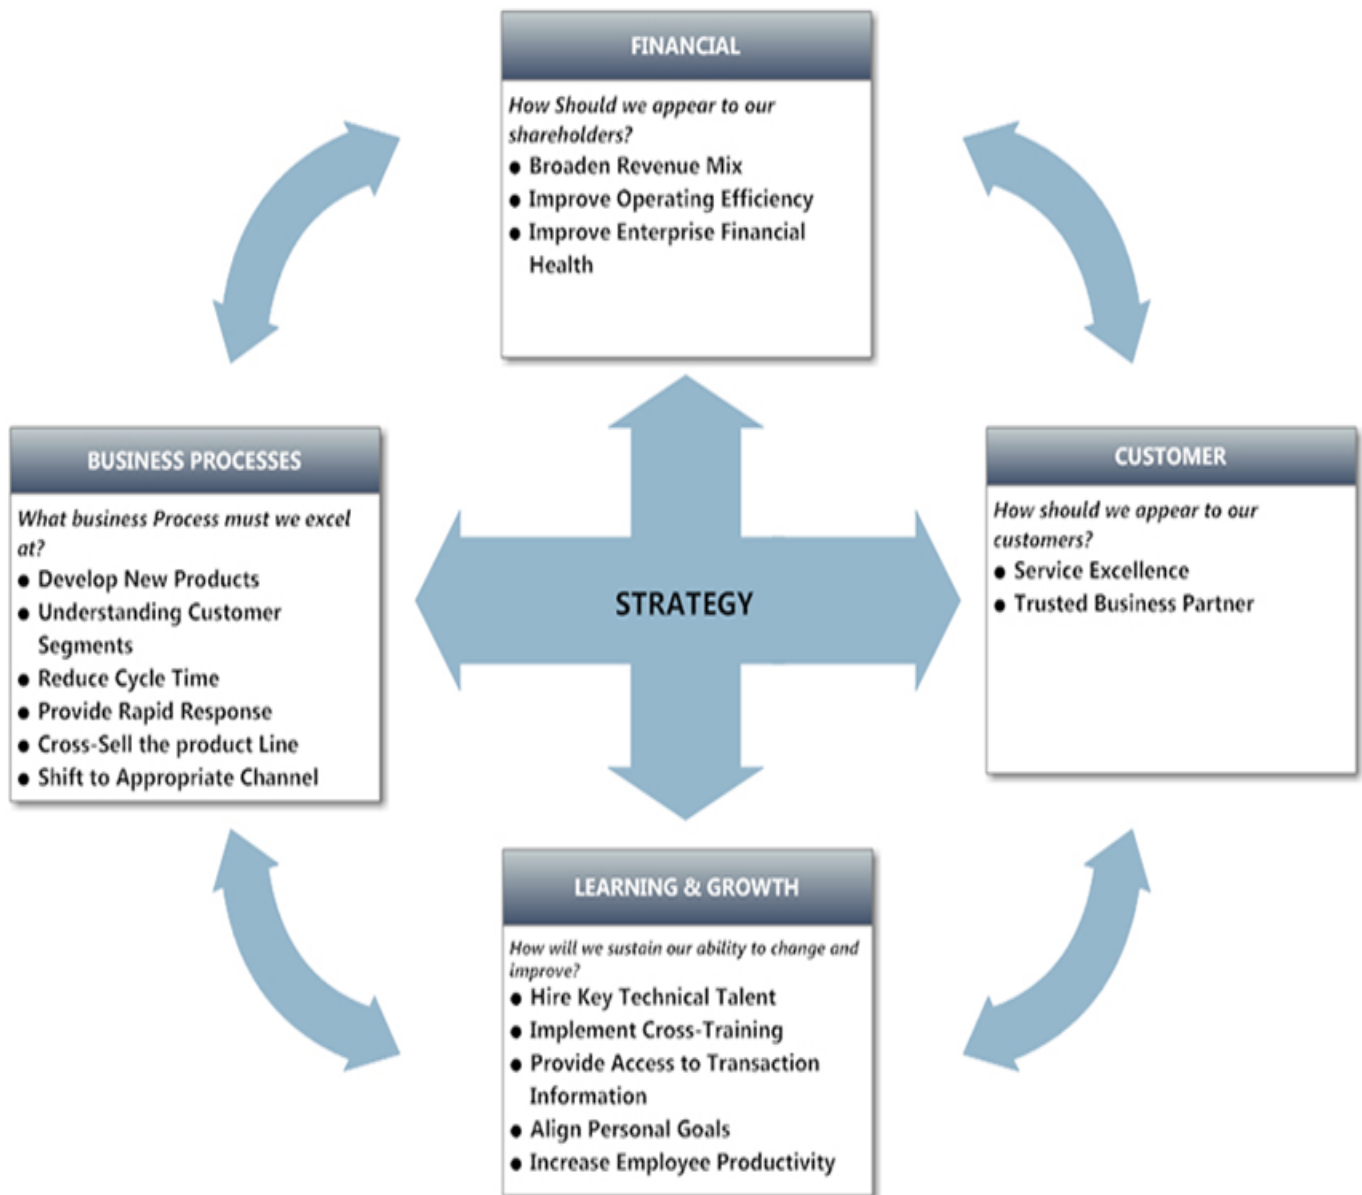 FINANCIAL
How Should we appear to our
shareholders?
● Broaden Revenue Mix
● Improve Operating Efficiency
● Improve Enterprise Financial
Health
BUSINESS PROCESSES
What business Process must we excel
at?
● Develop New Products
● Understanding Customer
Segments
● Reduce Cycle Time
● Provide Rapid Response
● Cross-Sell the product Line
● Shift to Appropriate Channel
STRATEGY
CUSTOMER
How should we appear to our
customers?
● Service Excellence
● Trusted Business Partner
LEARNING & GROWTH
How will we sustain our ability to change and
improve?
● Hire Key Technical Talent
● Implement Cross-Training
● Provide Access to Transaction
Information
● Align Personal Goals
● Increase Employee Productivity